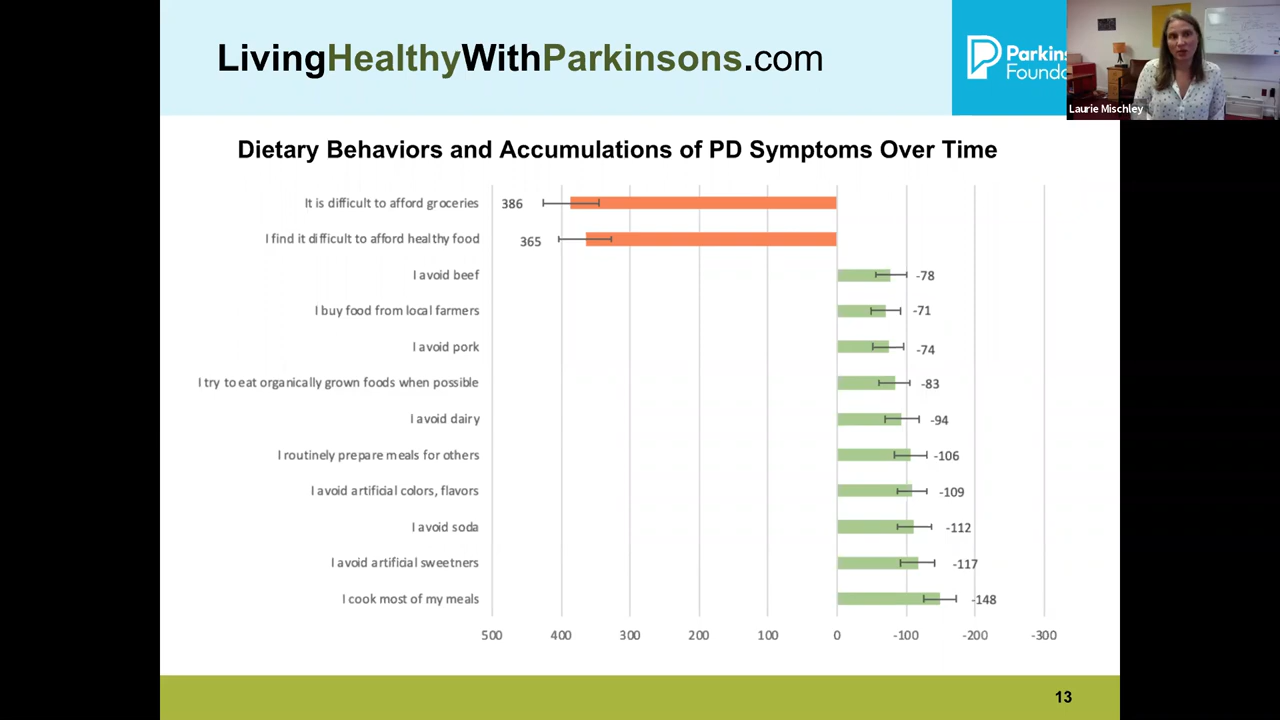 LivingHealthyWithParkinsons.com
Laurie Mischley
Dietary Behaviors and Accumulations of PD Symptoms Over Time
It is difficult to afford groceries 386
I find it difficult to afford healthy food 365
I avoid beef -78
I buy food from local farmers -71
I avoid pork -74
I try to eat organically grown foods when possible -83
I avoid dairy -94
I routinely prepare meals for others -106
I avoid artificial colors, flavors -109
I avoid soda -112
I avoid artificial sweetners -117
I cook most of my meals -148
500 400 300 200 100 0 -100 -200 -300
13